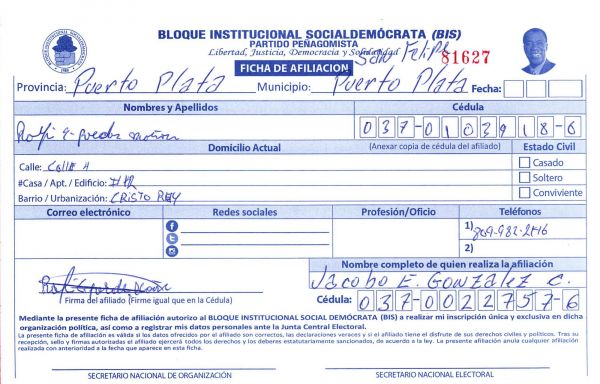 BLOQUE INSTITUCIONAL SOCIALDEMÓCRATA (BIS)
PARTIDO PEÑAGOMISTA
Libertad, Justicia, Democracia y Solidaridad
San Felipe
81627
FICHA DE AFILIACION
Provincia: Puerto Plata Municipio: Puerto Plata Fecha:
Nombres y Apellidos Cédula
037-0103918-6
Domicilio Actual (Anexar copia de cédula del afiliado) Estado Civil
Calle: Calle 4 Casado
#Casa / Apt. / Edificio: #12 Soltero
Barrio / Urbanización: CRISTO REY Conviviente
Correo electrónico Redes sociales Profesión/Oficio Teléfonos
1) 809-982-2416
2)
Nombre completo de quien realiza la afiliación
Jacobo E. Gonzalez C.
Firma del afiliado (Firme igual que en la Cédula) Cédula: 037-0022757-6
Mediante la presente ficha de afiliación autorizo al BLOQUE INSTITUCIONAL SOCIAL DEMÓCRATA (BIS) a realizar mi inscripción única y exclusiva en dicha
organización política, así como a registrar mis datos personales ante la Junta Central Electoral.
La presente ficha de afiliación es válida si los datos ofrecidos por el afiliado son correctos, las declaraciones veraces y si el afiliado tiene el disfrute de sus derechos civiles y políticos. Tras su
recepción, sello y firmas autorizadas el afiliado ejercerá todos los derechos y los deberes estatutariamente sancionados, de acuerdo a la ley. La presente afiliación anula cualquier afiliación
realizada con anterioridad a la fecha que aparece en esta ficha.
SECRETARIO NACIONAL DE ORGANIZACIÓN SECRETARIO NACIONAL ELECTORAL